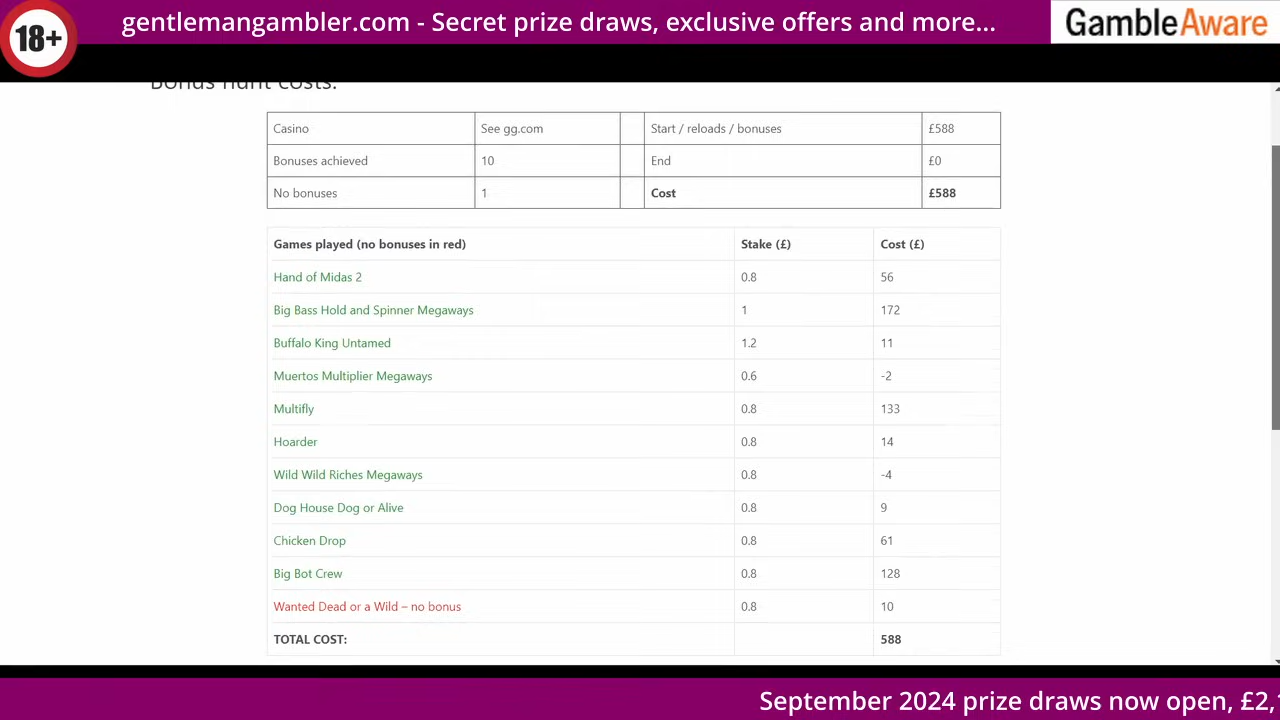 gentlemangambler.com - Secret prize draws, exclusive offers and more...
GambleAware
18+
Bonus hunt costs:
Casino See gg.com Start / reloads / bonuses £588
Bonuses achieved 10 End £0
No bonuses 1 Cost £588
Games played (no bonuses in red) Stake (£) Cost (£)
Hand of Midas 2 0.8 56
Big Bass Hold and Spinner Megaways 1 172
Buffalo King Untamed 1.2 11
Muertos Multiplier Megaways 0.6 -2
Multifly 0.8 133
Hoarder 0.8 14
Wild Wild Riches Megaways 0.8 -4
Dog House Dog or Alive 0.8 9
Chicken Drop 0.8 61
Big Bot Crew 0.8 128
Wanted Dead or a Wild – no bonus 0.8 10
TOTAL COST: 588
September 2024 prize draws now open, £2,